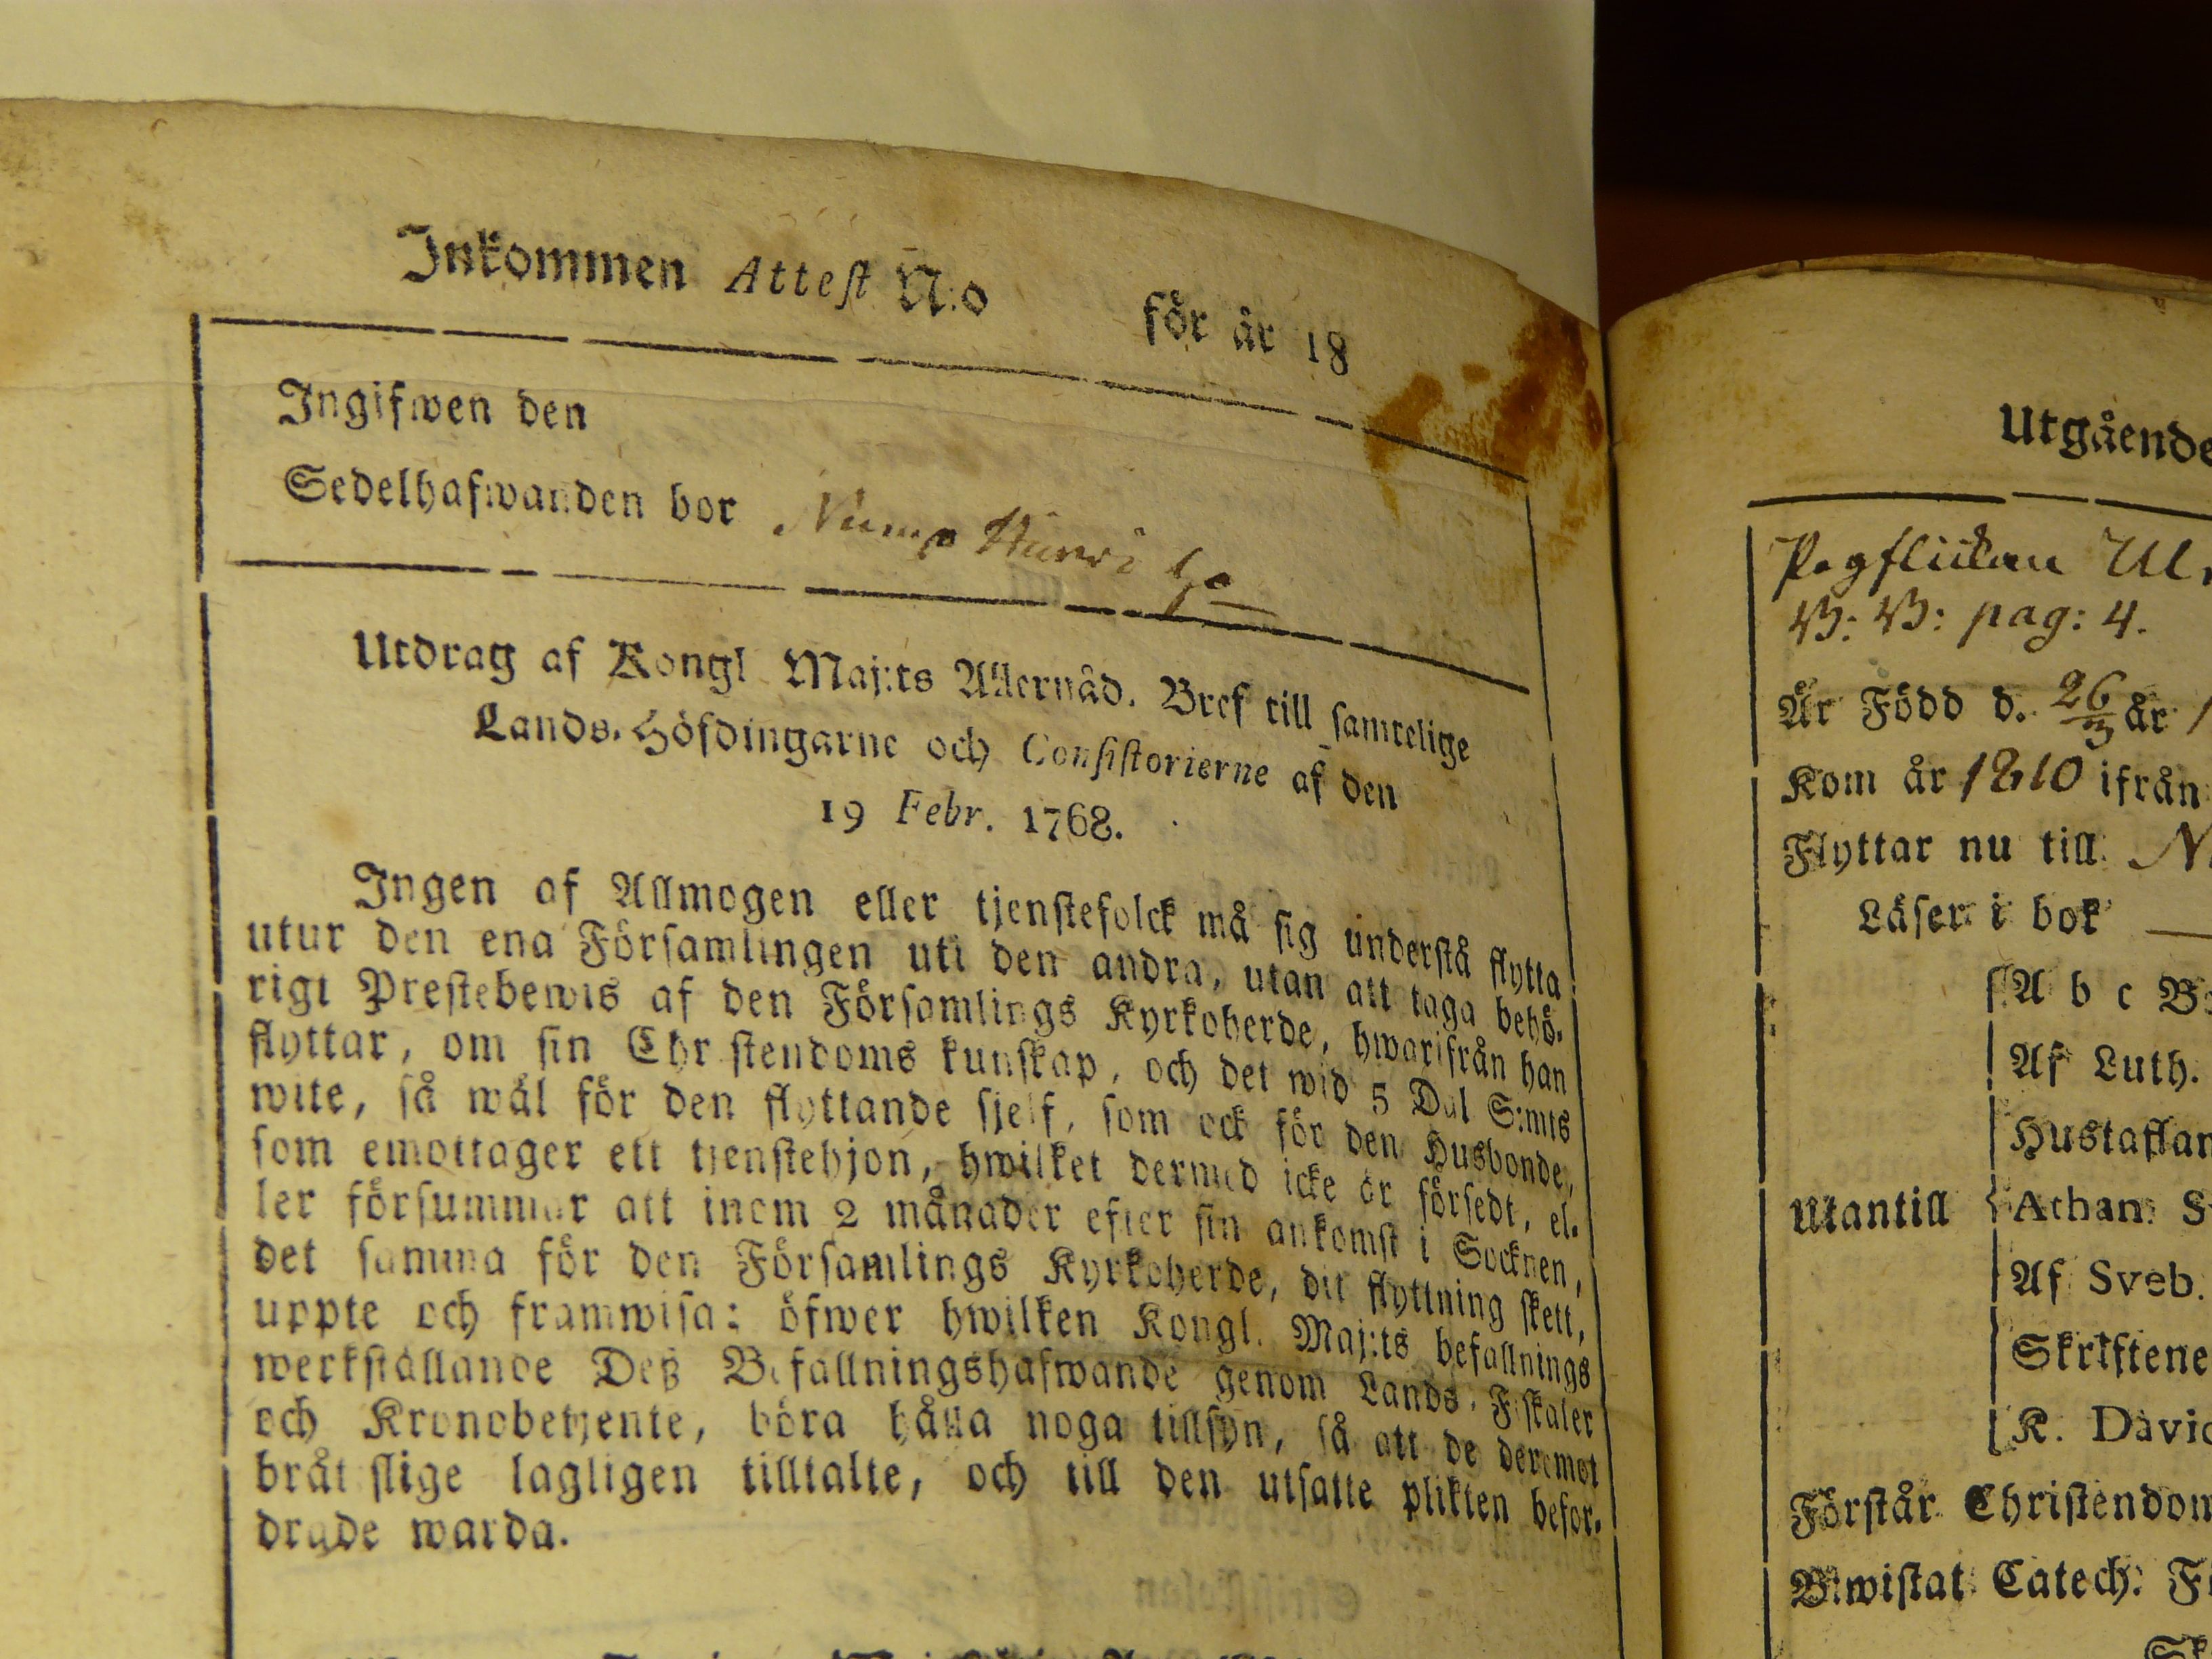 Inkommen Attest N:o för år 18
Ingifwen den
Sedelhafwanden bor
Utdrag af Kongl Maj:ts Allernåd. Bref till samtelige
Lands-Höfdingarne och Consistorierne af den
19 Febr. 1768.
Ingen af Allmogen eller tjenstefolck må sig understå flytta
utur den ena Församlingen uti den andra, utan att taga behö-
rigt Prestebewis af den Församlings Kyrkoherde, hwarifrån han
flyttar, om sin Christendoms kunskap, och det wid 5 Dal S:mts
wite, så wäl för den flyttande sjelf, som ock för den Husbonde,
som emottager ett tjenstehjon, hwilket dermed icke är försedt, el-
ler försummar att inom 2 månader efter sin ankomst i Socknen,
det samma för den Församlings Kyrkoherde, dit flyttning skett,
uppte och framwisa: öfwer hwilken Kongl. Maj:ts befallnings
werkställande Deß Befallningshafwande genom Lands-Fiskaler
och Kronobetjente, böra hålla noga tillsyn, så att de deremot
bråtslige lagligen tilltalte, och till den utsatte plikten befor-
drade warda.
Utgående
Pogflickan Ul
B: B: pag: 4.
Är Född d. 26/3 år 1
Kom år 1810 ifrån
Flyttar nu till N
Läser i bok
A b c B
Af Luth.
Hustaflan
Utantill Athan. S
Af Sveb.
Skriftene
K. David
Förstår Christendom
Biwistat Catech: F